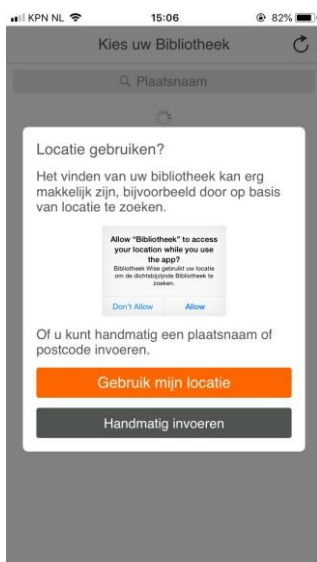 KPN NL 15:06 82%
Kies uw Bibliotheek
Plaatsnaam
Locatie gebruiken?
Het vinden van uw bibliotheek kan erg
makkelijk zijn, bijvoorbeeld door op basis
van locatie te zoeken.
Allow "Bibliotheek" to access
your location while you use
the app?
Bibliotheek Wise gebruikt uw locatie
om de dichtsbijzijnde Bibliotheek te
zoeken.
Don't Allow Allow
Of u kunt handmatig een plaatsnaam of
postcode invoeren.
Gebruik mijn locatie
Handmatig invoeren